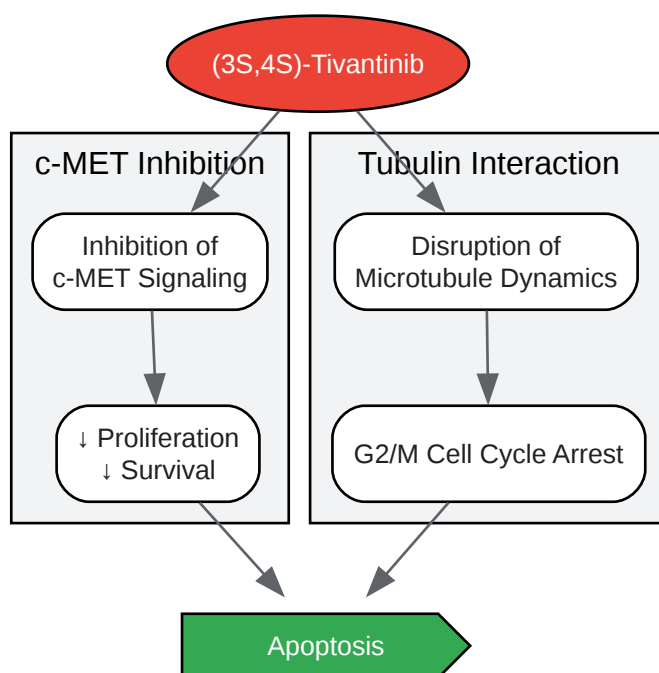 (3S,4S)-Tivantinib
c-MET Inhibition
Tubulin Interaction
Inhibition of
c-MET Signaling
Disruption of
Microtubule Dynamics
↓ Proliferation
↓ Survival
G2/M Cell Cycle Arrest
Apoptosis